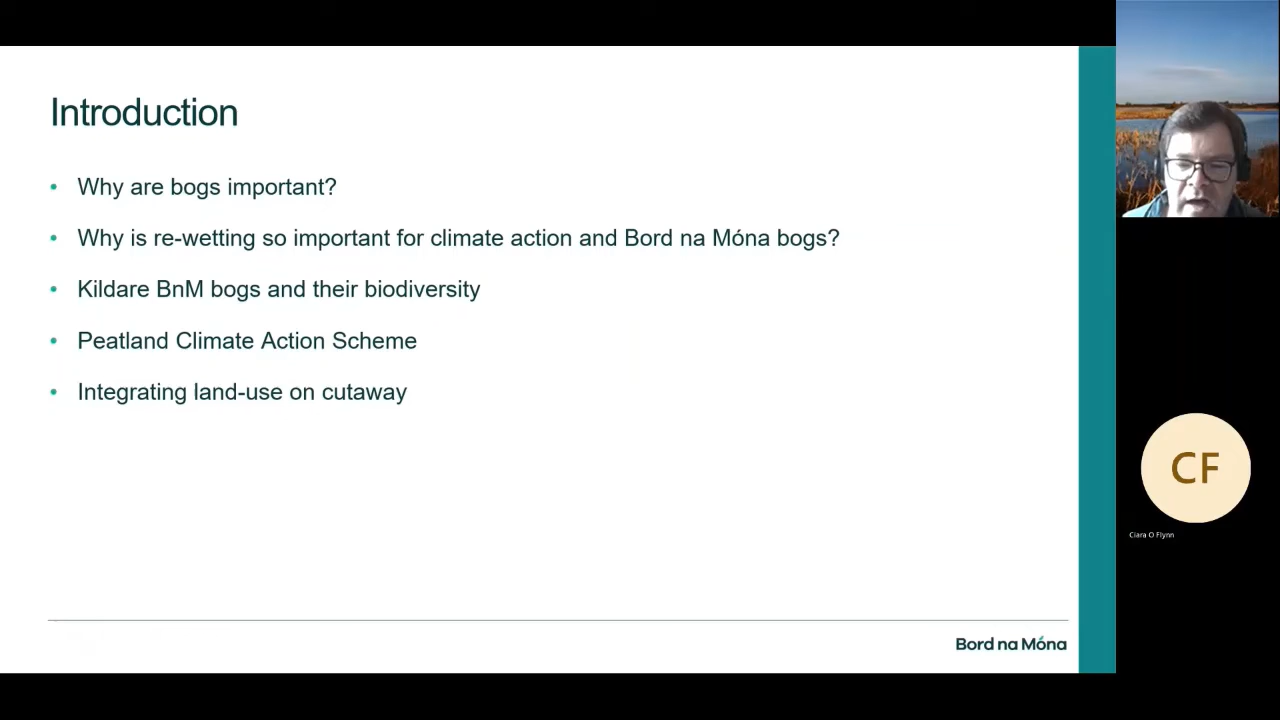 Introduction
• Why are bogs important?
• Why is re-wetting so important for climate action and Bord na Móna bogs?
• Kildare BnM bogs and their biodiversity
• Peatland Climate Action Scheme
• Integrating land-use on cutaway
Bord na Móna
CF
Ciara O Flynn